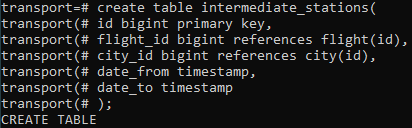 transport=# create table intermediate_stations(
transport(# id bigint primary key,
transport(# flight_id bigint references flight(id),
transport(# city_id bigint references city(id),
transport(# date_from timestamp,
transport(# date_to timestamp
transport(# );
CREATE TABLE